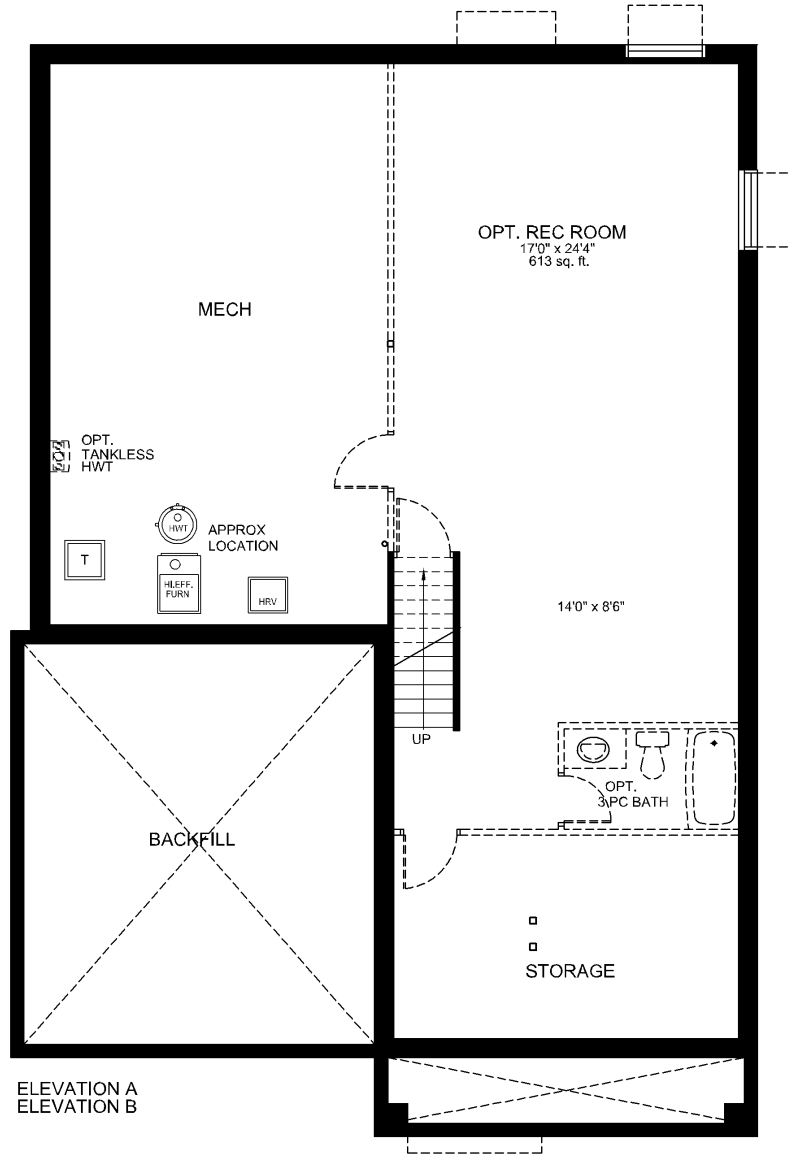 OPT. REC ROOM
17'0" x 24'4"
613 sq. ft.
MECH
OPT.
TANKLESS
HWT
HWT
APPROX
LOCATION
T
HI.EFF.
FURN
HRV
14'0" x 8'6"
UP
OPT.
3 PC BATH
BACKFILL
STORAGE
ELEVATION A
ELEVATION B